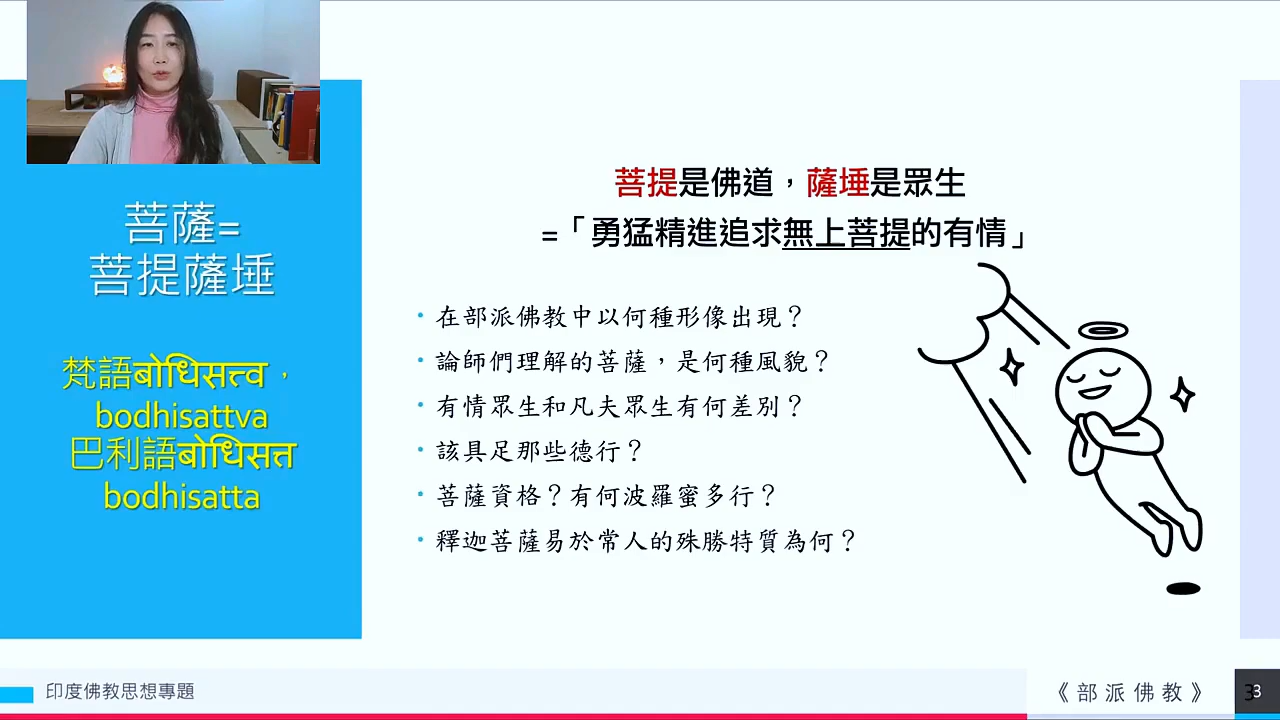 菩薩=
菩提薩埵
梵語बोधिसत्त्व，
bodhisattva
巴利語बोधिसत्त
bodhisatta
菩提是佛道，薩埵是眾生
=「勇猛精進追求無上菩提的有情」
• 在部派佛教中以何種形像出現？
• 論師們理解的菩薩，是何種風貌？
• 有情眾生和凡夫眾生有何差別？
• 該具足那些德行？
• 菩薩資格？有何波羅蜜多行？
• 釋迦菩薩易於常人的殊勝特質為何？
印度佛教思想專題
《部派佛教》
3